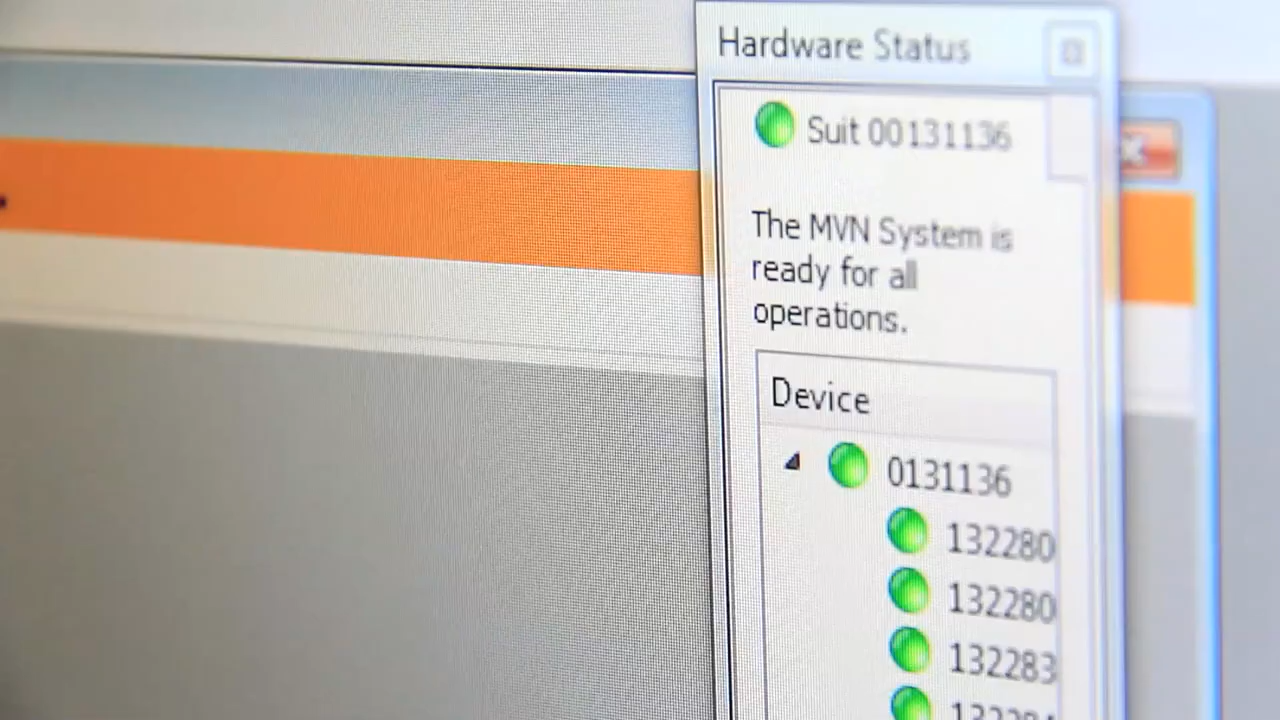 Hardware Status
Suit 00131136
The MVN System is
ready for all
operations.
Device
0131136
132280
132280
132283